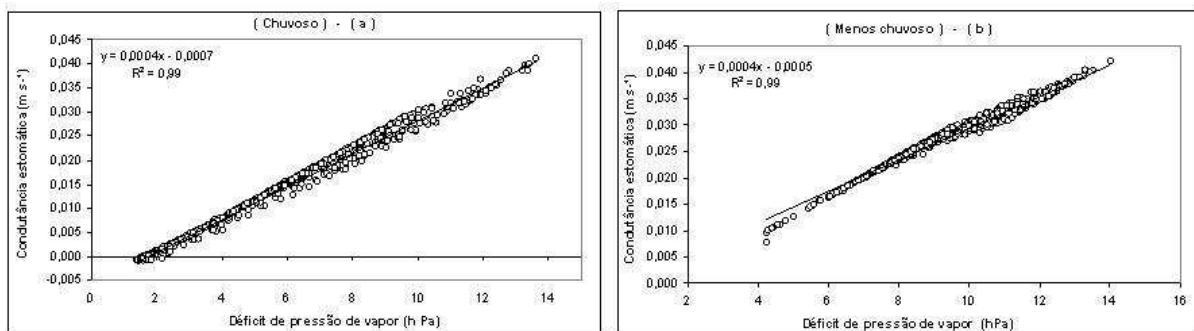 ( Chuvoso ) - ( a )
y = 0,0004x - 0,0007
R² = 0,99
Condutância estomática (m s-¹)
0,045
0,040
0,035
0,030
0,025
0,020
0,015
0,010
0,005
0,000
-0,005
0 2 4 6 8 10 12 14
Déficit de pressão de vapor (h Pa)
( Menos chuvoso ) - ( b )
y = 0,0004x - 0,0005
R² = 0,99
Condutância estomática (m s-¹)
0,045
0,040
0,035
0,030
0,025
0,020
0,015
0,010
0,005
0,000
2 4 6 8 10 12 14 16
Déficit de pressão de vapor (hPa)